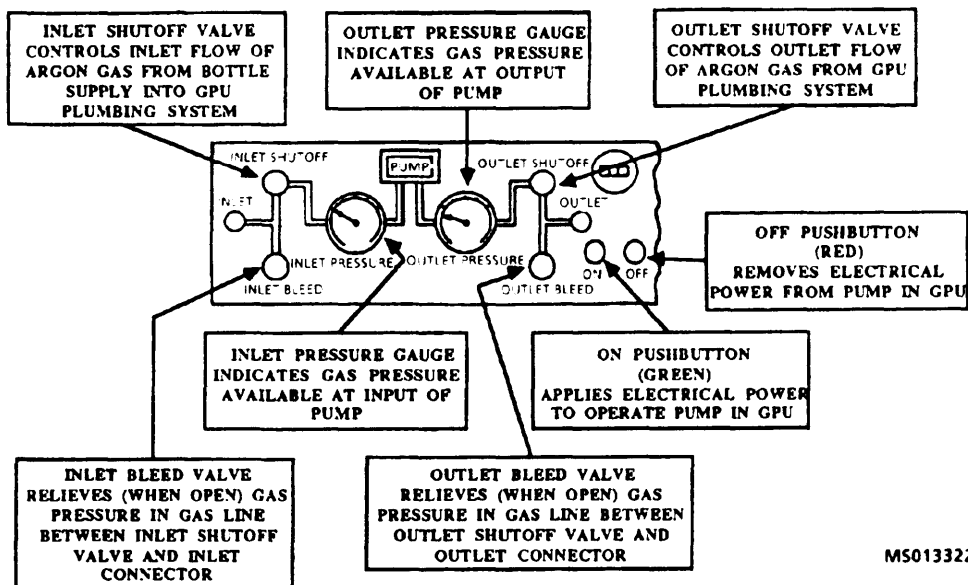 INLET SHUTOFF VALVE
CONTROLS INLET FLOW OF
ARGON GAS FROM BOTTLE
SUPPLY INTO GPU
PLUMBING SYSTEM
OUTLET PRESSURE GAUGE
INDICATES GAS PRESSURE
AVAILABLE AT OUTPUT
OF PUMP
OUTLET SHUTOFF VALVE
CONTROLS OUTLET FLOW
OF ARGON GAS FROM GPU
PLUMBING SYSTEM
INLET SHUTOFF
PUMP
OUTLET SHUTOFF
INLET
OUTLET
INLET PRESSURE
OUTLET PRESSURE
ON
OFF
INLET BLEED
OUTLET BLEED
OFF PUSHBUTTON
(RED)
REMOVES ELECTRICAL
POWER FROM PUMP IN GPU
INLET PRESSURE GAUGE
INDICATES GAS PRESSURE
AVAILABLE AT INPUT OF
PUMP
ON PUSHBUTTON
(GREEN)
APPLIES ELECTRICAL POWER
TO OPERATE PUMP IN GPU
INLET BLEED VALVE
RELIEVES (WHEN OPEN) GAS
PRESSURE IN GAS LINE
BETWEEN INLET SHUTOFF
VALVE AND INLET
CONNECTOR
OUTLET BLEED VALVE
RELIEVES (WHEN OPEN) GAS
PRESSURE IN GAS LINE BETWEEN
OUTLET SHUTOFF VALVE AND
OUTLET CONNECTOR
MS013322